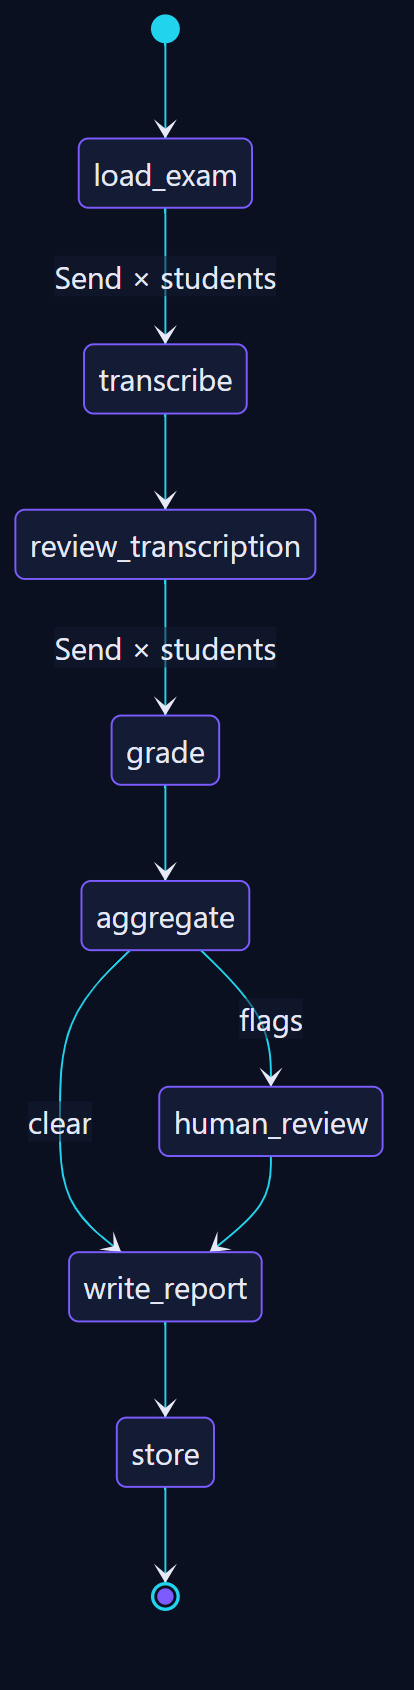 load_exam
Send × students
transcribe
review_transcription
Send × students
grade
aggregate
flags
clear
human_review
write_report
store